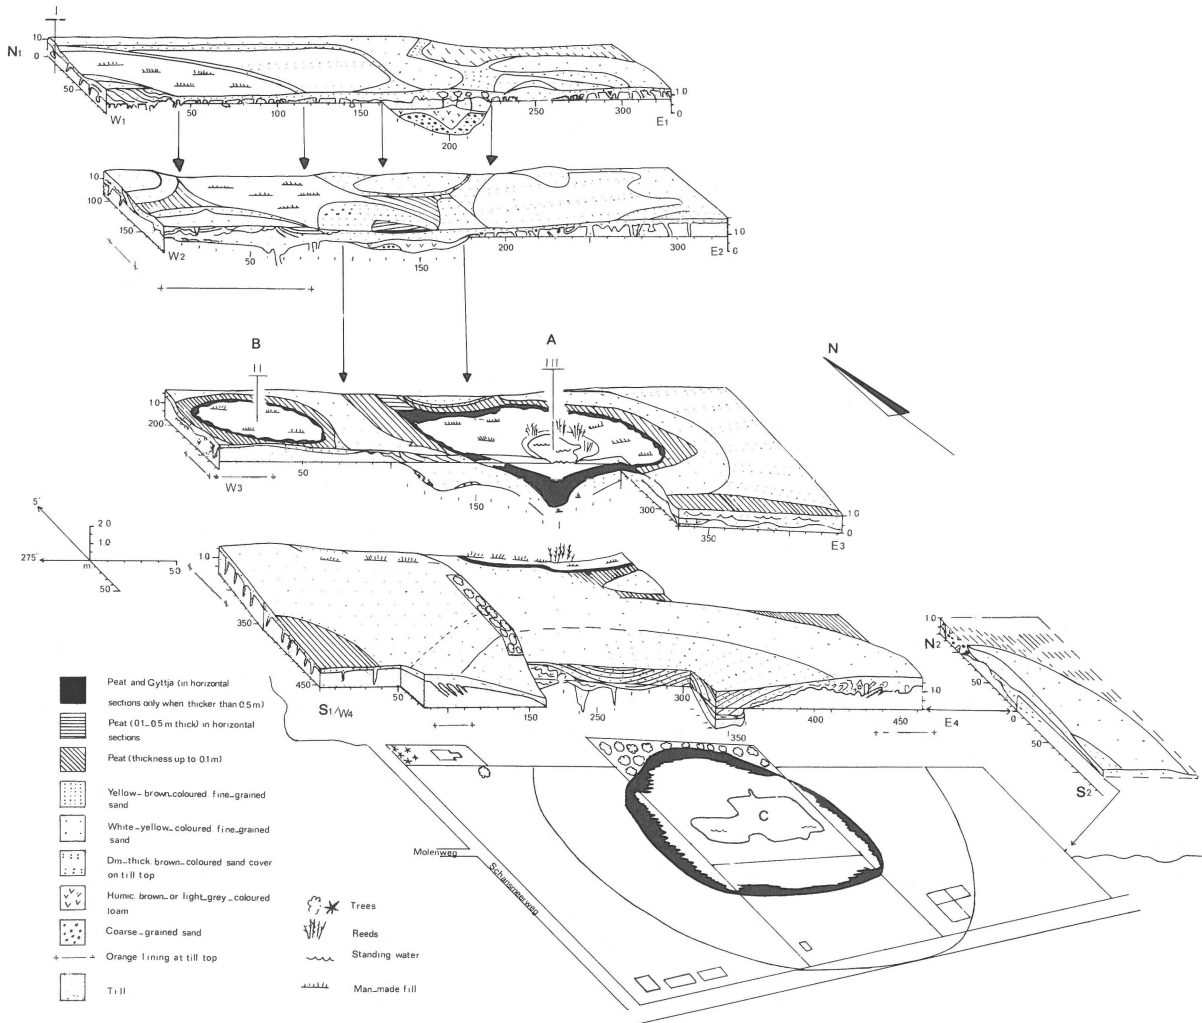 I
N1
10
0
50
W1
50
100
150
200
250
300
10
0
E1
10
100
150
W2
50
150
200
300
10
0
E2
B
A
N
II
III
10
200
W3
50
150
300
350
10
0
E3
5°
20
10
275°
m
50
50
10
350
450
S1/W4
50
150
250
300
350
400
450
10
E4
10
N2
50
0
50
S2
Peat and Gyttja (in horizontal
sections only when thicker than 0.5 m)
Peat (0.1–0.5 m thick) in horizontal
sections
Peat (thickness up to 0.1 m)
Yellow–brown–coloured fine–grained
sand
White–yellow–coloured fine–grained
sand
Dm–thick brown–coloured sand cover
on till top
Humic brown–or light–grey–coloured
loam
Coarse–grained sand
Orange lining at till top
Till
Trees
Reeds
Standing water
Man–made fill
C
Molenweg
Schansmeerweg